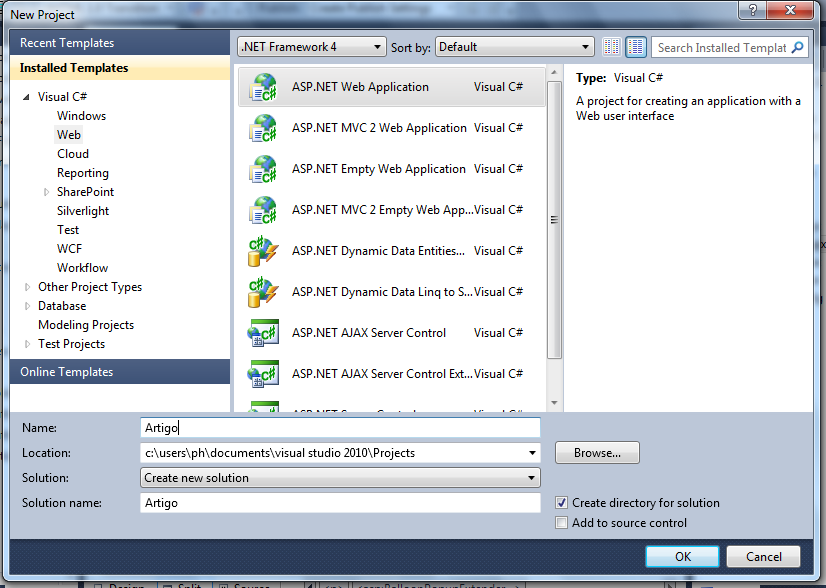 New Project
Recent Templates
Installed Templates
Visual C#
Windows
Web
Cloud
Reporting
SharePoint
Silverlight
Test
WCF
Workflow
Other Project Types
Database
Modeling Projects
Test Projects
Online Templates
.NET Framework 4 Sort by: Default Search Installed Templat
ASP.NET Web Application Visual C#
ASP.NET MVC 2 Web Application Visual C#
ASP.NET Empty Web Application Visual C#
ASP.NET MVC 2 Empty Web App... Visual C#
ASP.NET Dynamic Data Entities... Visual C#
ASP.NET Dynamic Data Linq to S... Visual C#
ASP.NET AJAX Server Control Visual C#
ASP.NET AJAX Server Control Ext... Visual C#
Type: Visual C#
A project for creating an application with a
Web user interface
Name: Artigo
Location: c:\users\ph\documents\visual studio 2010\Projects Browse...
Solution: Create new solution
Solution name: Artigo
Create directory for solution
Add to source control
OK Cancel